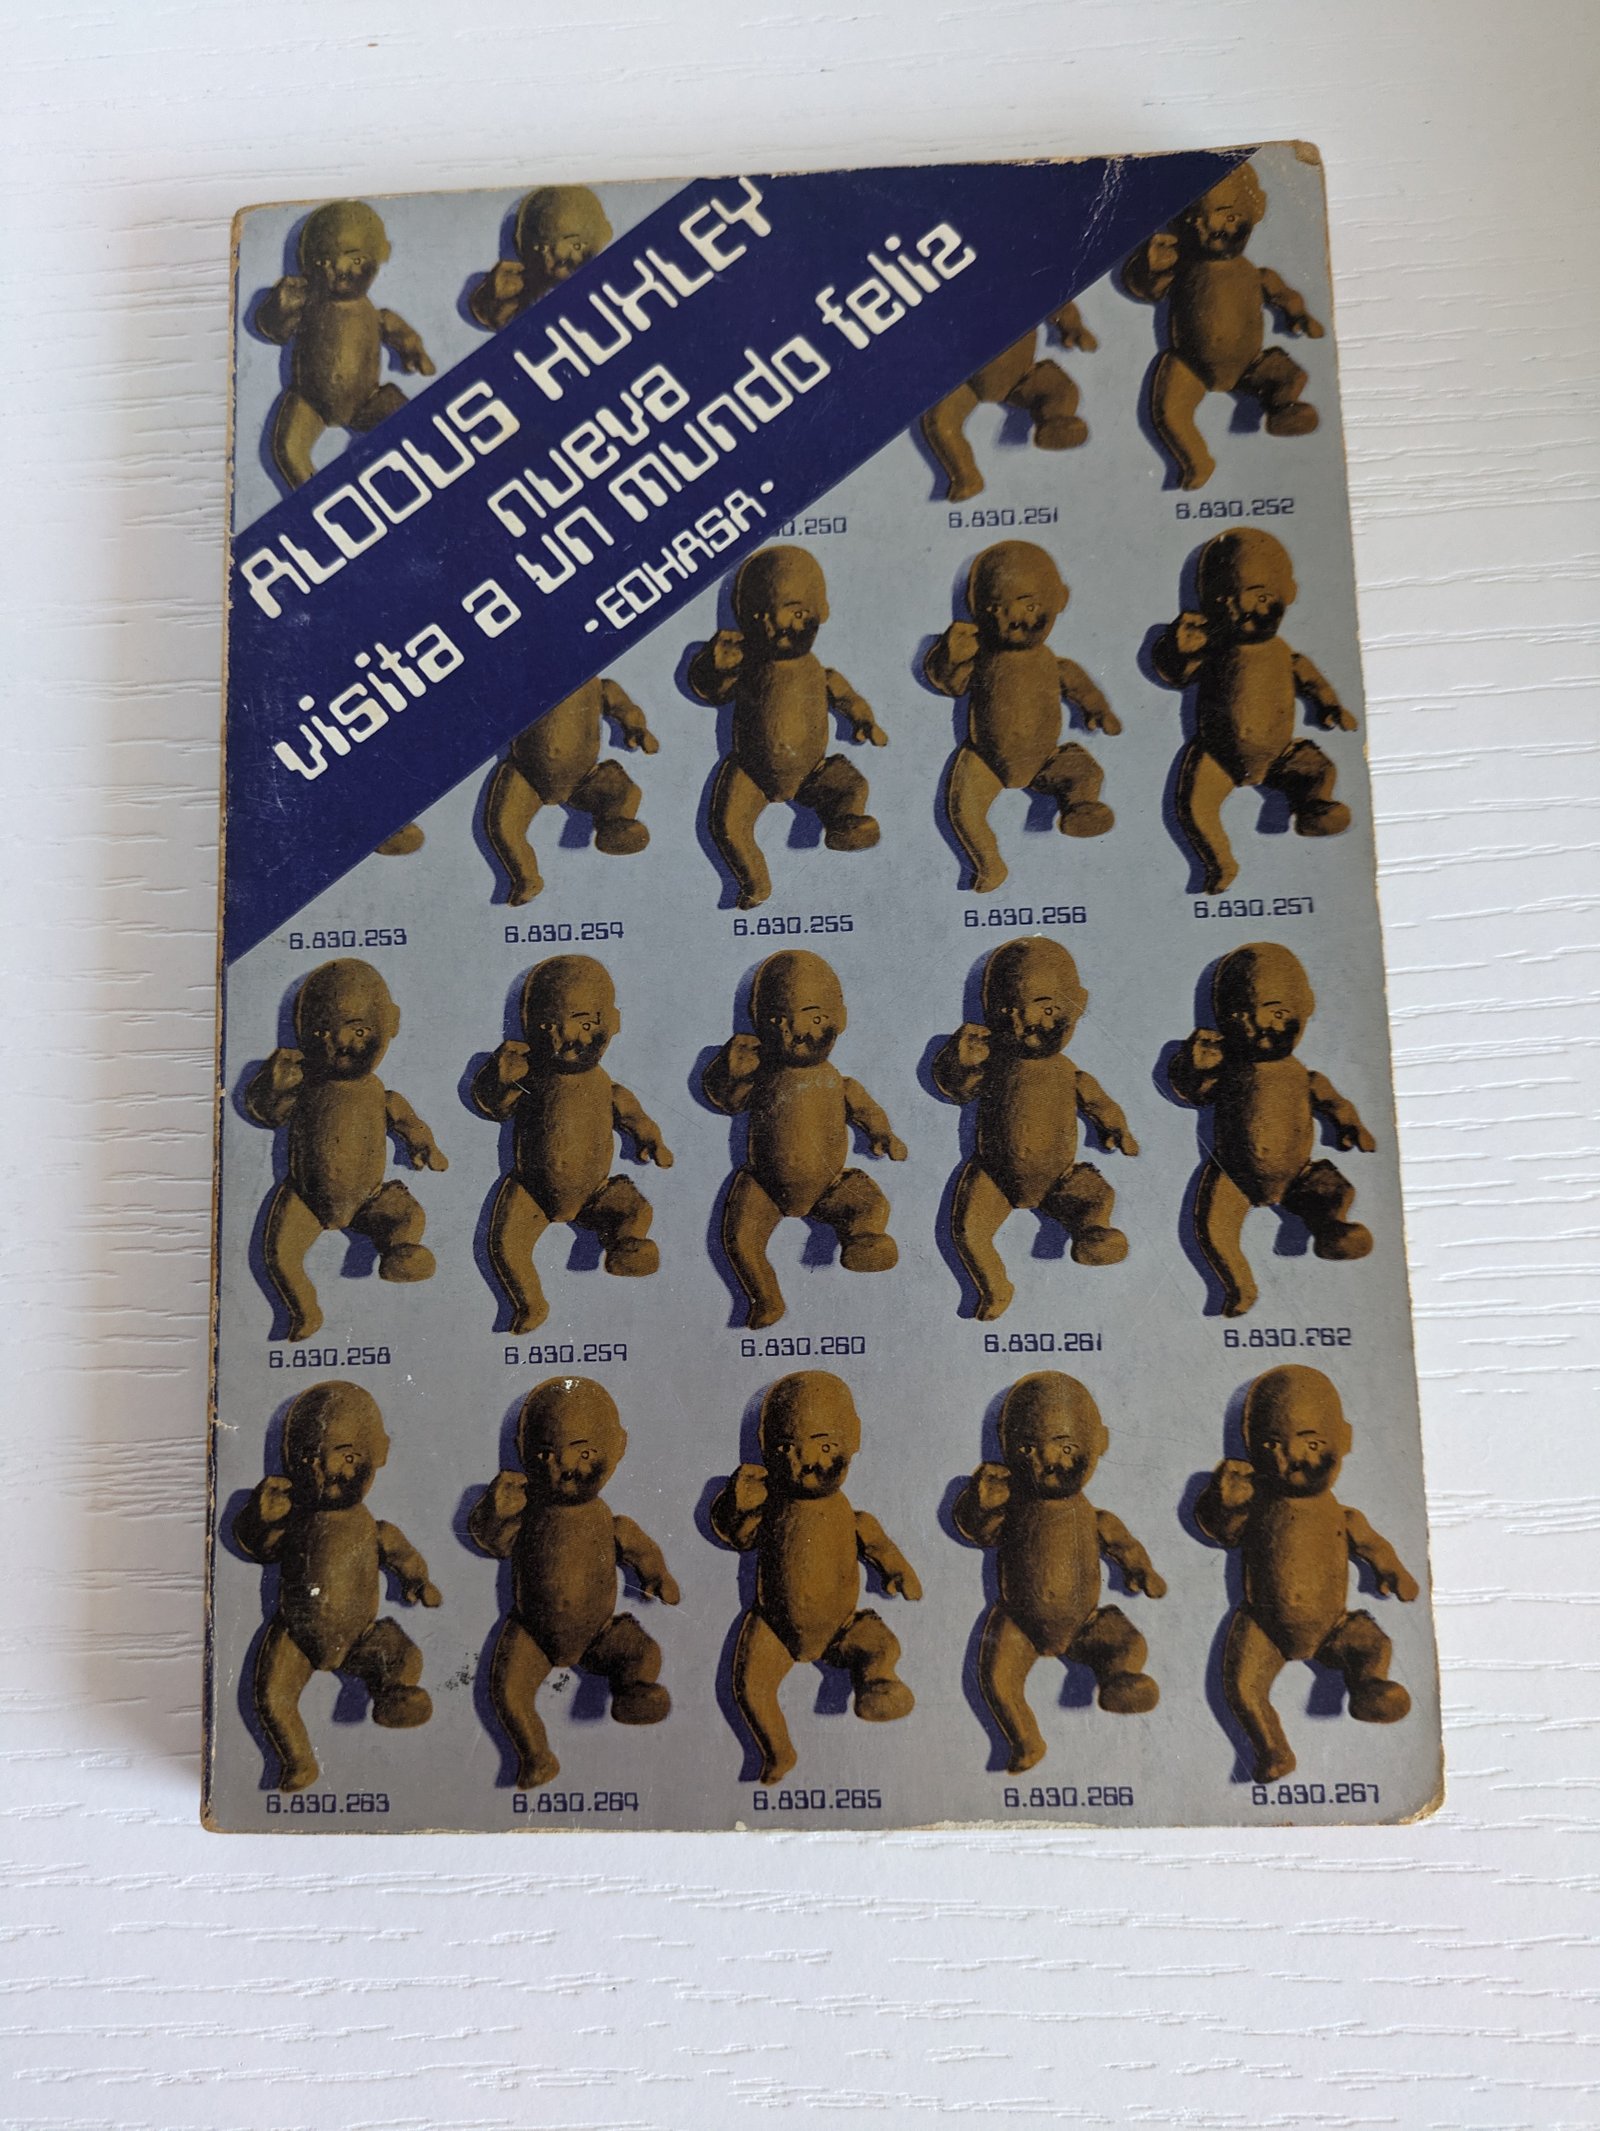 ALDOUS HUXLEY
nueva
visita a un mundo feliz
·EDHASA·
0.250 6.830.251 6.830.252
6.830.253 6.830.254 6.830.255 6.830.256 6.830.257
6.830.258 6.830.259 6.830.260 6.830.261 6.830.262
6.830.263 6.830.264 6.830.265 6.830.266 6.830.267